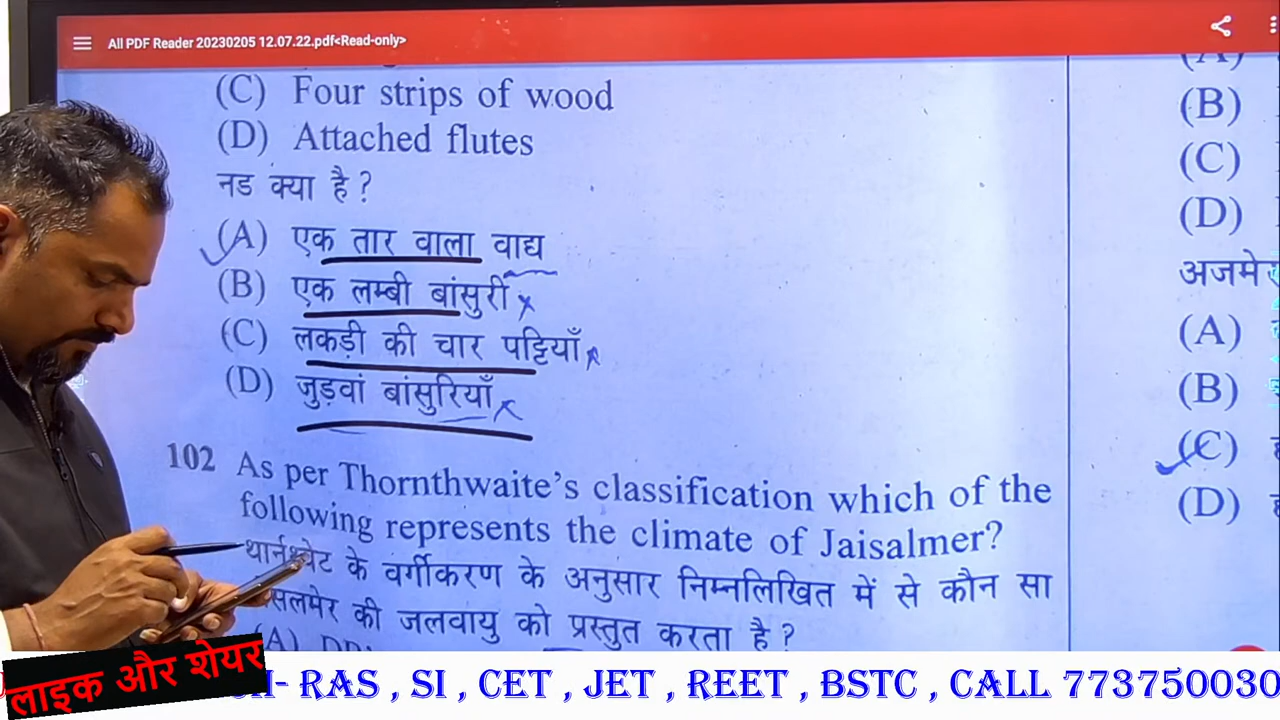 All PDF Reader 20230205 12.07.22.pdf<Read-only>
(C) Four strips of wood
(D) Attached flutes
नड क्या है ?
(A) एक तार वाला वाद्य
(B) एक लम्बी बांसुरी
(C) लकड़ी की चार पट्टियाँ
(D) जुड़वां बांसुरियाँ
102 As per Thornthwaite's classification which of the
following represents the climate of Jaisalmer?
थार्नथ्वेट के वर्गीकरण के अनुसार निम्नलिखित में से कौन सा
सलमेर की जलवायु को प्रस्तुत करता है ?
(A)
(A)
(B)
(C)
(D)
अजमेर
(A)
(B)
(C)
(D)
लाइक और शेयर
- RAS , SI , CET , JET , REET , BSTC , CALL 773750030